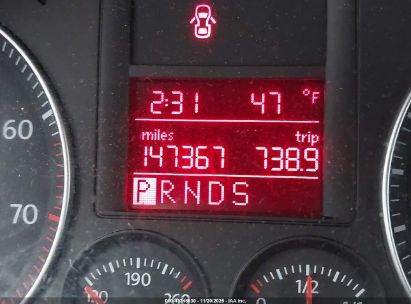 2:31 47 °F
miles trip
147367 738.9
PRNDS
60
70
190
1/2